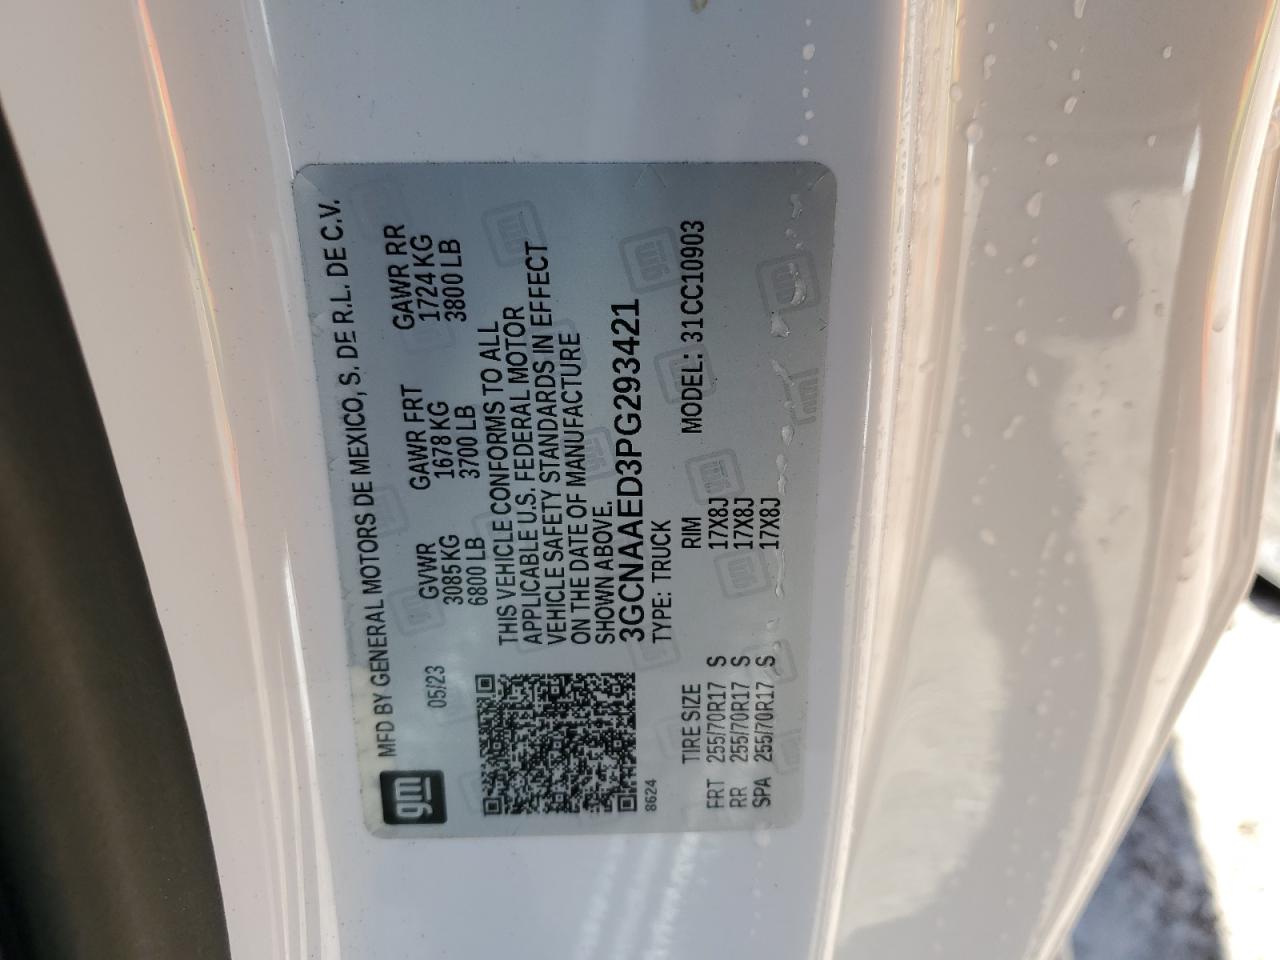 gm MFD BY GENERAL MOTORS DE MEXICO, S. DE R.L. DE C.V.
05/23 GVWR GAWR FRT GAWR RR
3085 KG 1678 KG 1724 KG
6800 LB 3700 LB 3800 LB
THIS VEHICLE CONFORMS TO ALL
APPLICABLE U.S. FEDERAL MOTOR
VEHICLE SAFETY STANDARDS IN EFFECT
ON THE DATE OF MANUFACTURE
SHOWN ABOVE.
3GCNAAED3PG293421
8624 TYPE: TRUCK
TIRE SIZE RIM MODEL: 31CC10903
FRT 255/70R17 S 17X8J
RR 255/70R17 S 17X8J
SPA 255/70R17 S 17X8J